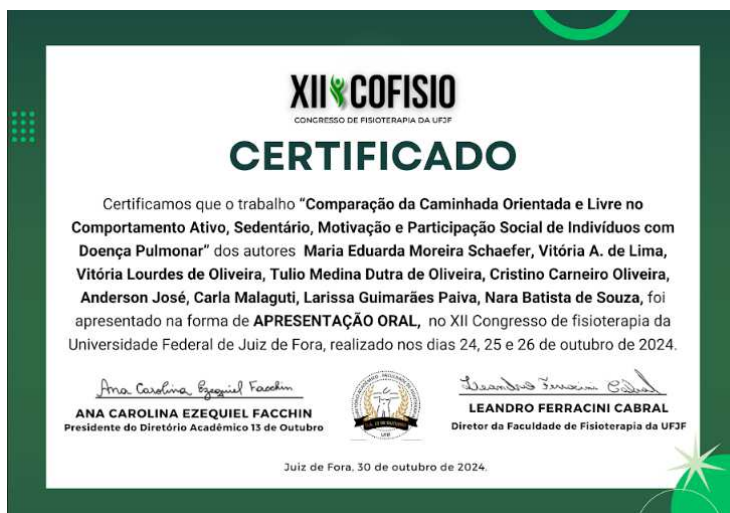 XII COFISIO
CONGRESSO DE FISIOTERAPIA DA UFJF
CERTIFICADO
Certificamos que o trabalho “Comparação da Caminhada Orientada e Livre no
Comportamento Ativo, Sedentário, Motivação e Participação Social de Indivíduos com
Doença Pulmonar” dos autores Maria Eduarda Moreira Schaefer, Vitória A. de Lima,
Vitória Lourdes de Oliveira, Tulio Medina Dutra de Oliveira, Cristino Carneiro Oliveira,
Anderson José, Carla Malaguti, Larissa Guimarães Paiva, Nara Batista de Souza, foi
apresentado na forma de APRESENTAÇÃO ORAL, no XII Congresso de fisioterapia da
Universidade Federal de Juiz de Fora, realizado nos dias 24, 25 e 26 de outubro de 2024.
Ana Carolina Ezequiel Facchin
ANA CAROLINA EZEQUIEL FACCHIN
Presidente do Diretório Acadêmico 13 de Outubro
Leandro Ferracini Cabral
LEANDRO FERRACINI CABRAL
Diretor da Faculdade de Fisioterapia da UFJF
Juiz de Fora, 30 de outubro de 2024.